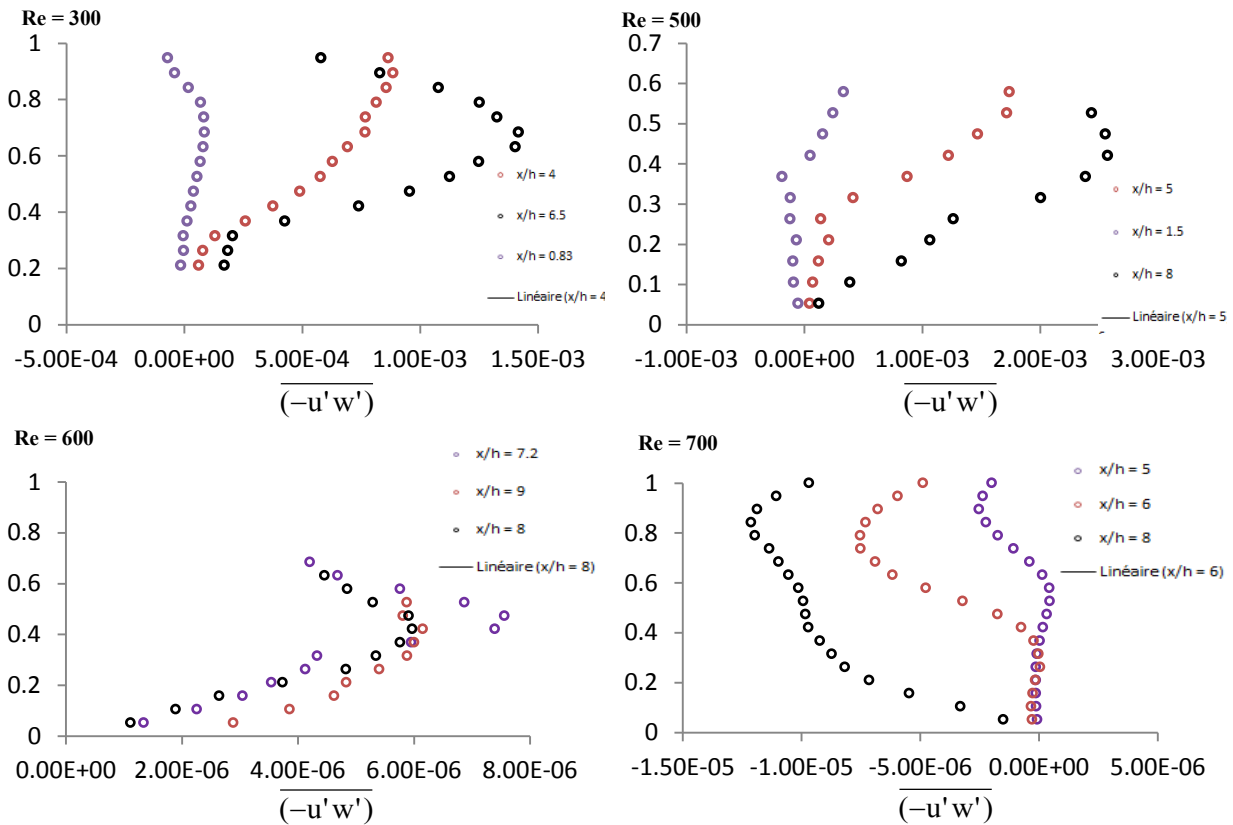 Re = 300
1
0.8
0.6
0.4
0.2
0
-5.00E-04 0.00E+00 5.00E-04 1.00E-03 1.50E-03
(−u'w')
x/h = 4
x/h = 6.5
x/h = 0.83
Linéaire (x/h = 4
Re = 500
0.7
0.6
0.5
0.4
0.3
0.2
0.1
0
-1.00E-03 0.00E+00 1.00E-03 2.00E-03 3.00E-03
(−u'w')
x/h = 5
x/h = 1.5
x/h = 8
Linéaire (x/h = 5
Re = 600
x/h = 7.2
x/h = 9
x/h = 8
Linéaire (x/h = 8)
1
0.8
0.6
0.4
0.2
0
0.00E+00 2.00E-06 4.00E-06 6.00E-06 8.00E-06
(−u'w')
Re = 700
x/h = 5
x/h = 6
x/h = 8
Linéaire (x/h = 6)
1
0.8
0.6
0.4
0.2
0
-1.50E-05 -1.00E-05 -5.00E-06 0.00E+00 5.00E-06
(−u'w')